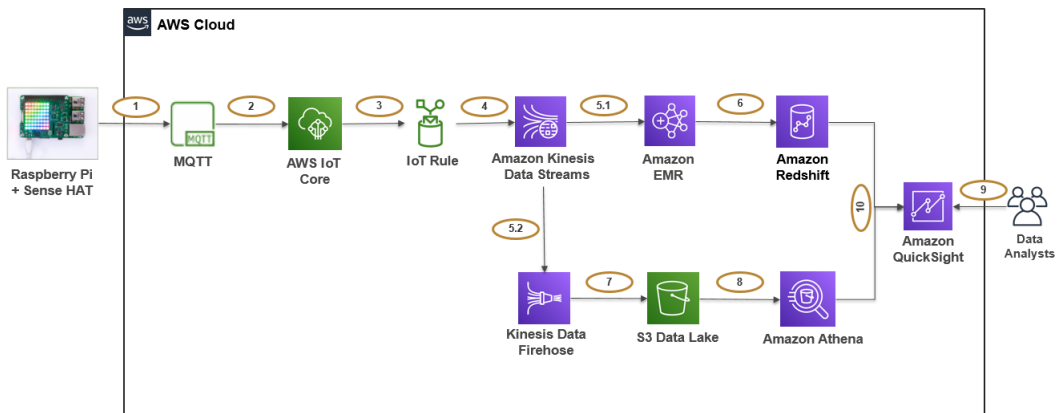 aws
AWS Cloud
1
2
3
4
5.1
6
MQTT
MQTT
AWS IoT
Core
IoT Rule
Amazon Kinesis
Data Streams
Amazon
EMR
Amazon
Redshift
Raspberry Pi
+ Sense HAT
9
10
5.2
Amazon
QuickSight
Data
Analysts
7
8
Kinesis Data
Firehose
S3 Data Lake
Amazon Athena